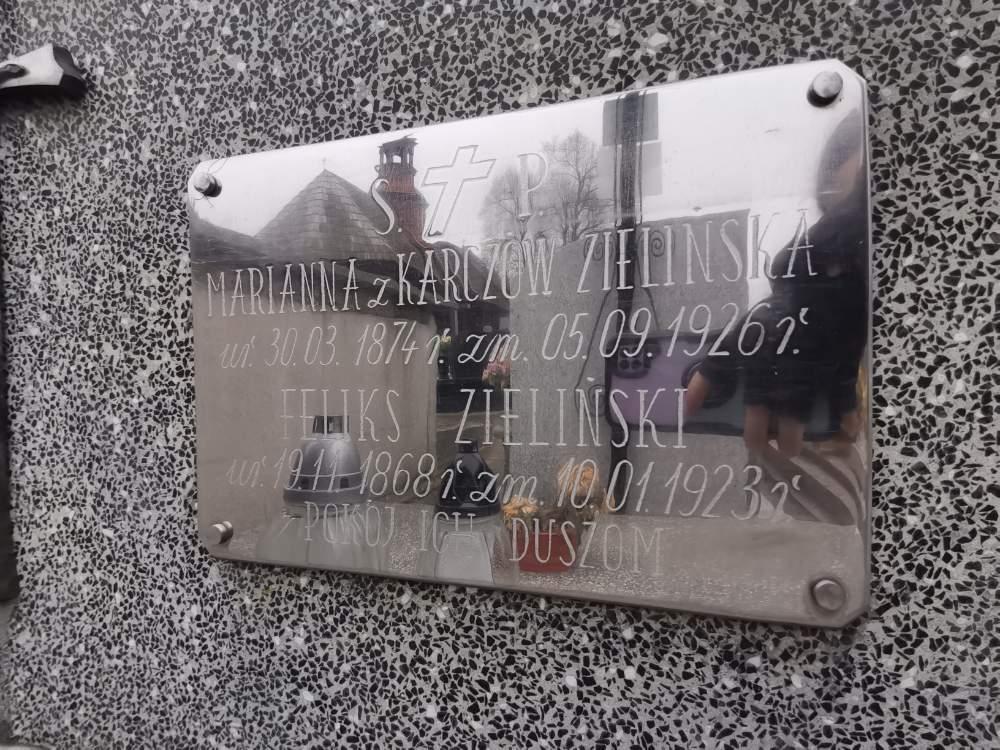 S. P.
MARIANNA z KARCZÓW ZIELIŃSKA
ur. 30.03.1874 r. zm. 05.09.1926 r.
FELIKS ZIELIŃSKI
ur. 19.11.1868 r. zm. 10.01.1923 r.
POKÓJ ICH DUSZOM